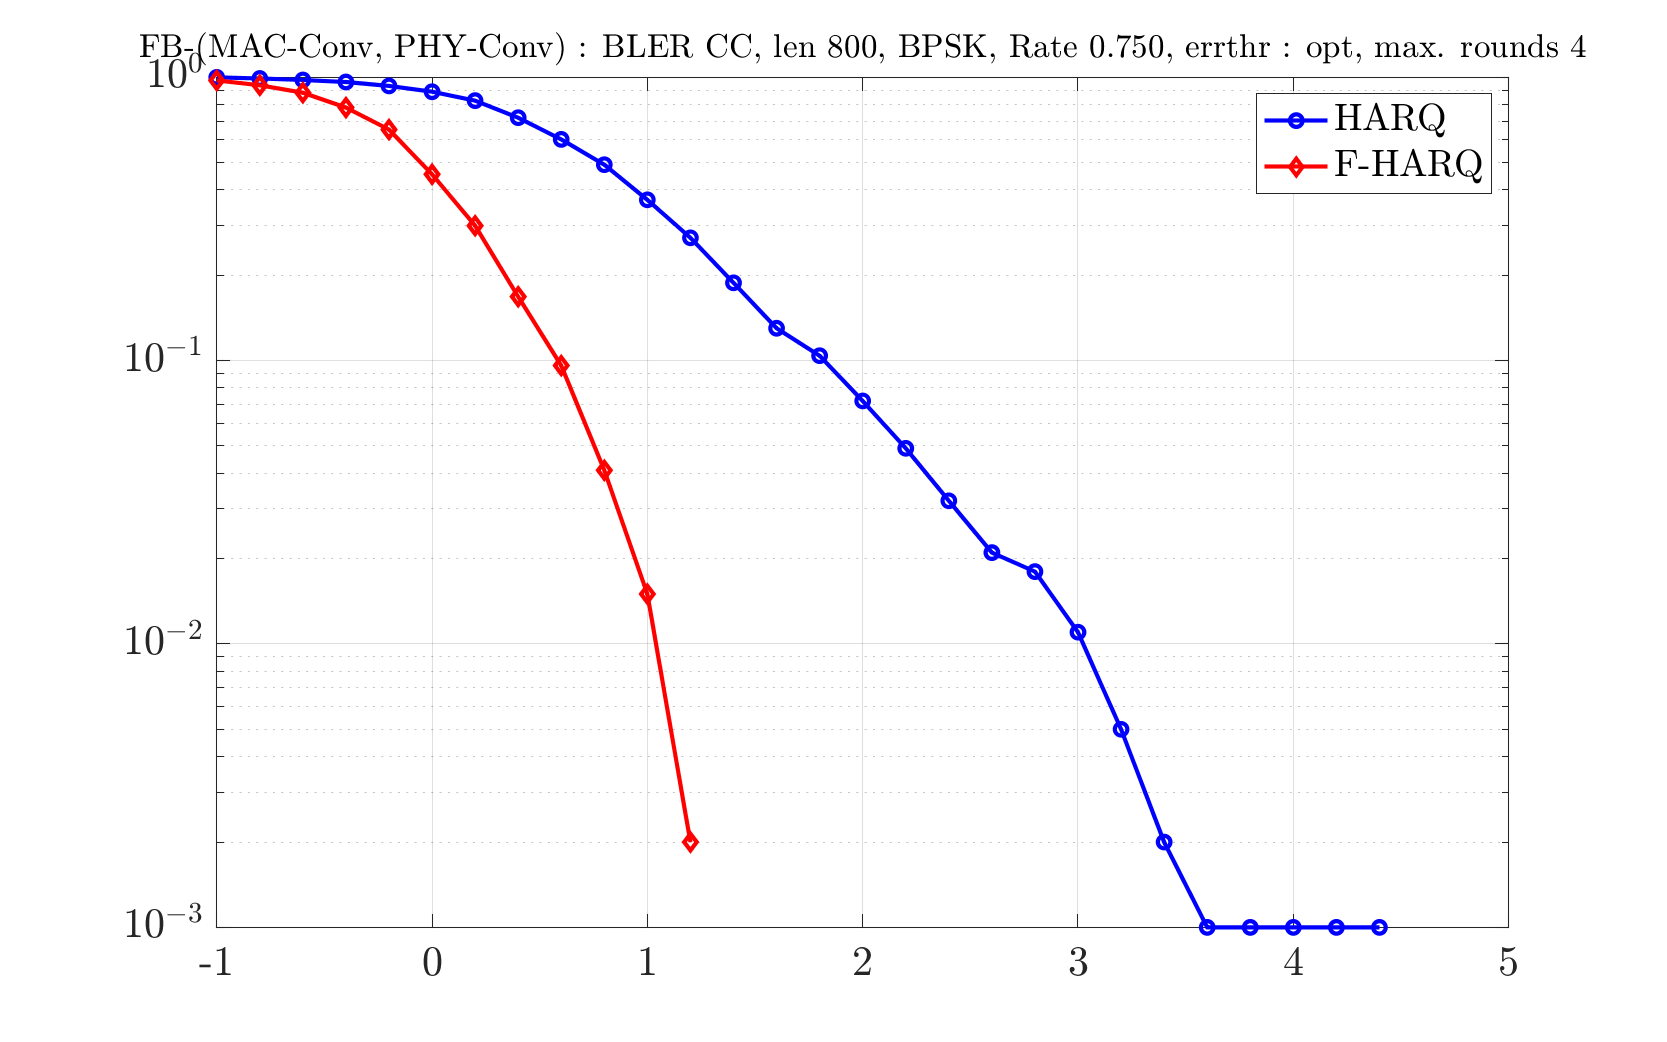 FB-(MAC-Conv, PHY-Conv) : BLER CC, len 800, BPSK, Rate 0.750, errthr : opt, max. rounds 4
10^0
HARQ
F-HARQ
10^-1
10^-2
10^-3
-1 0 1 2 3 4 5